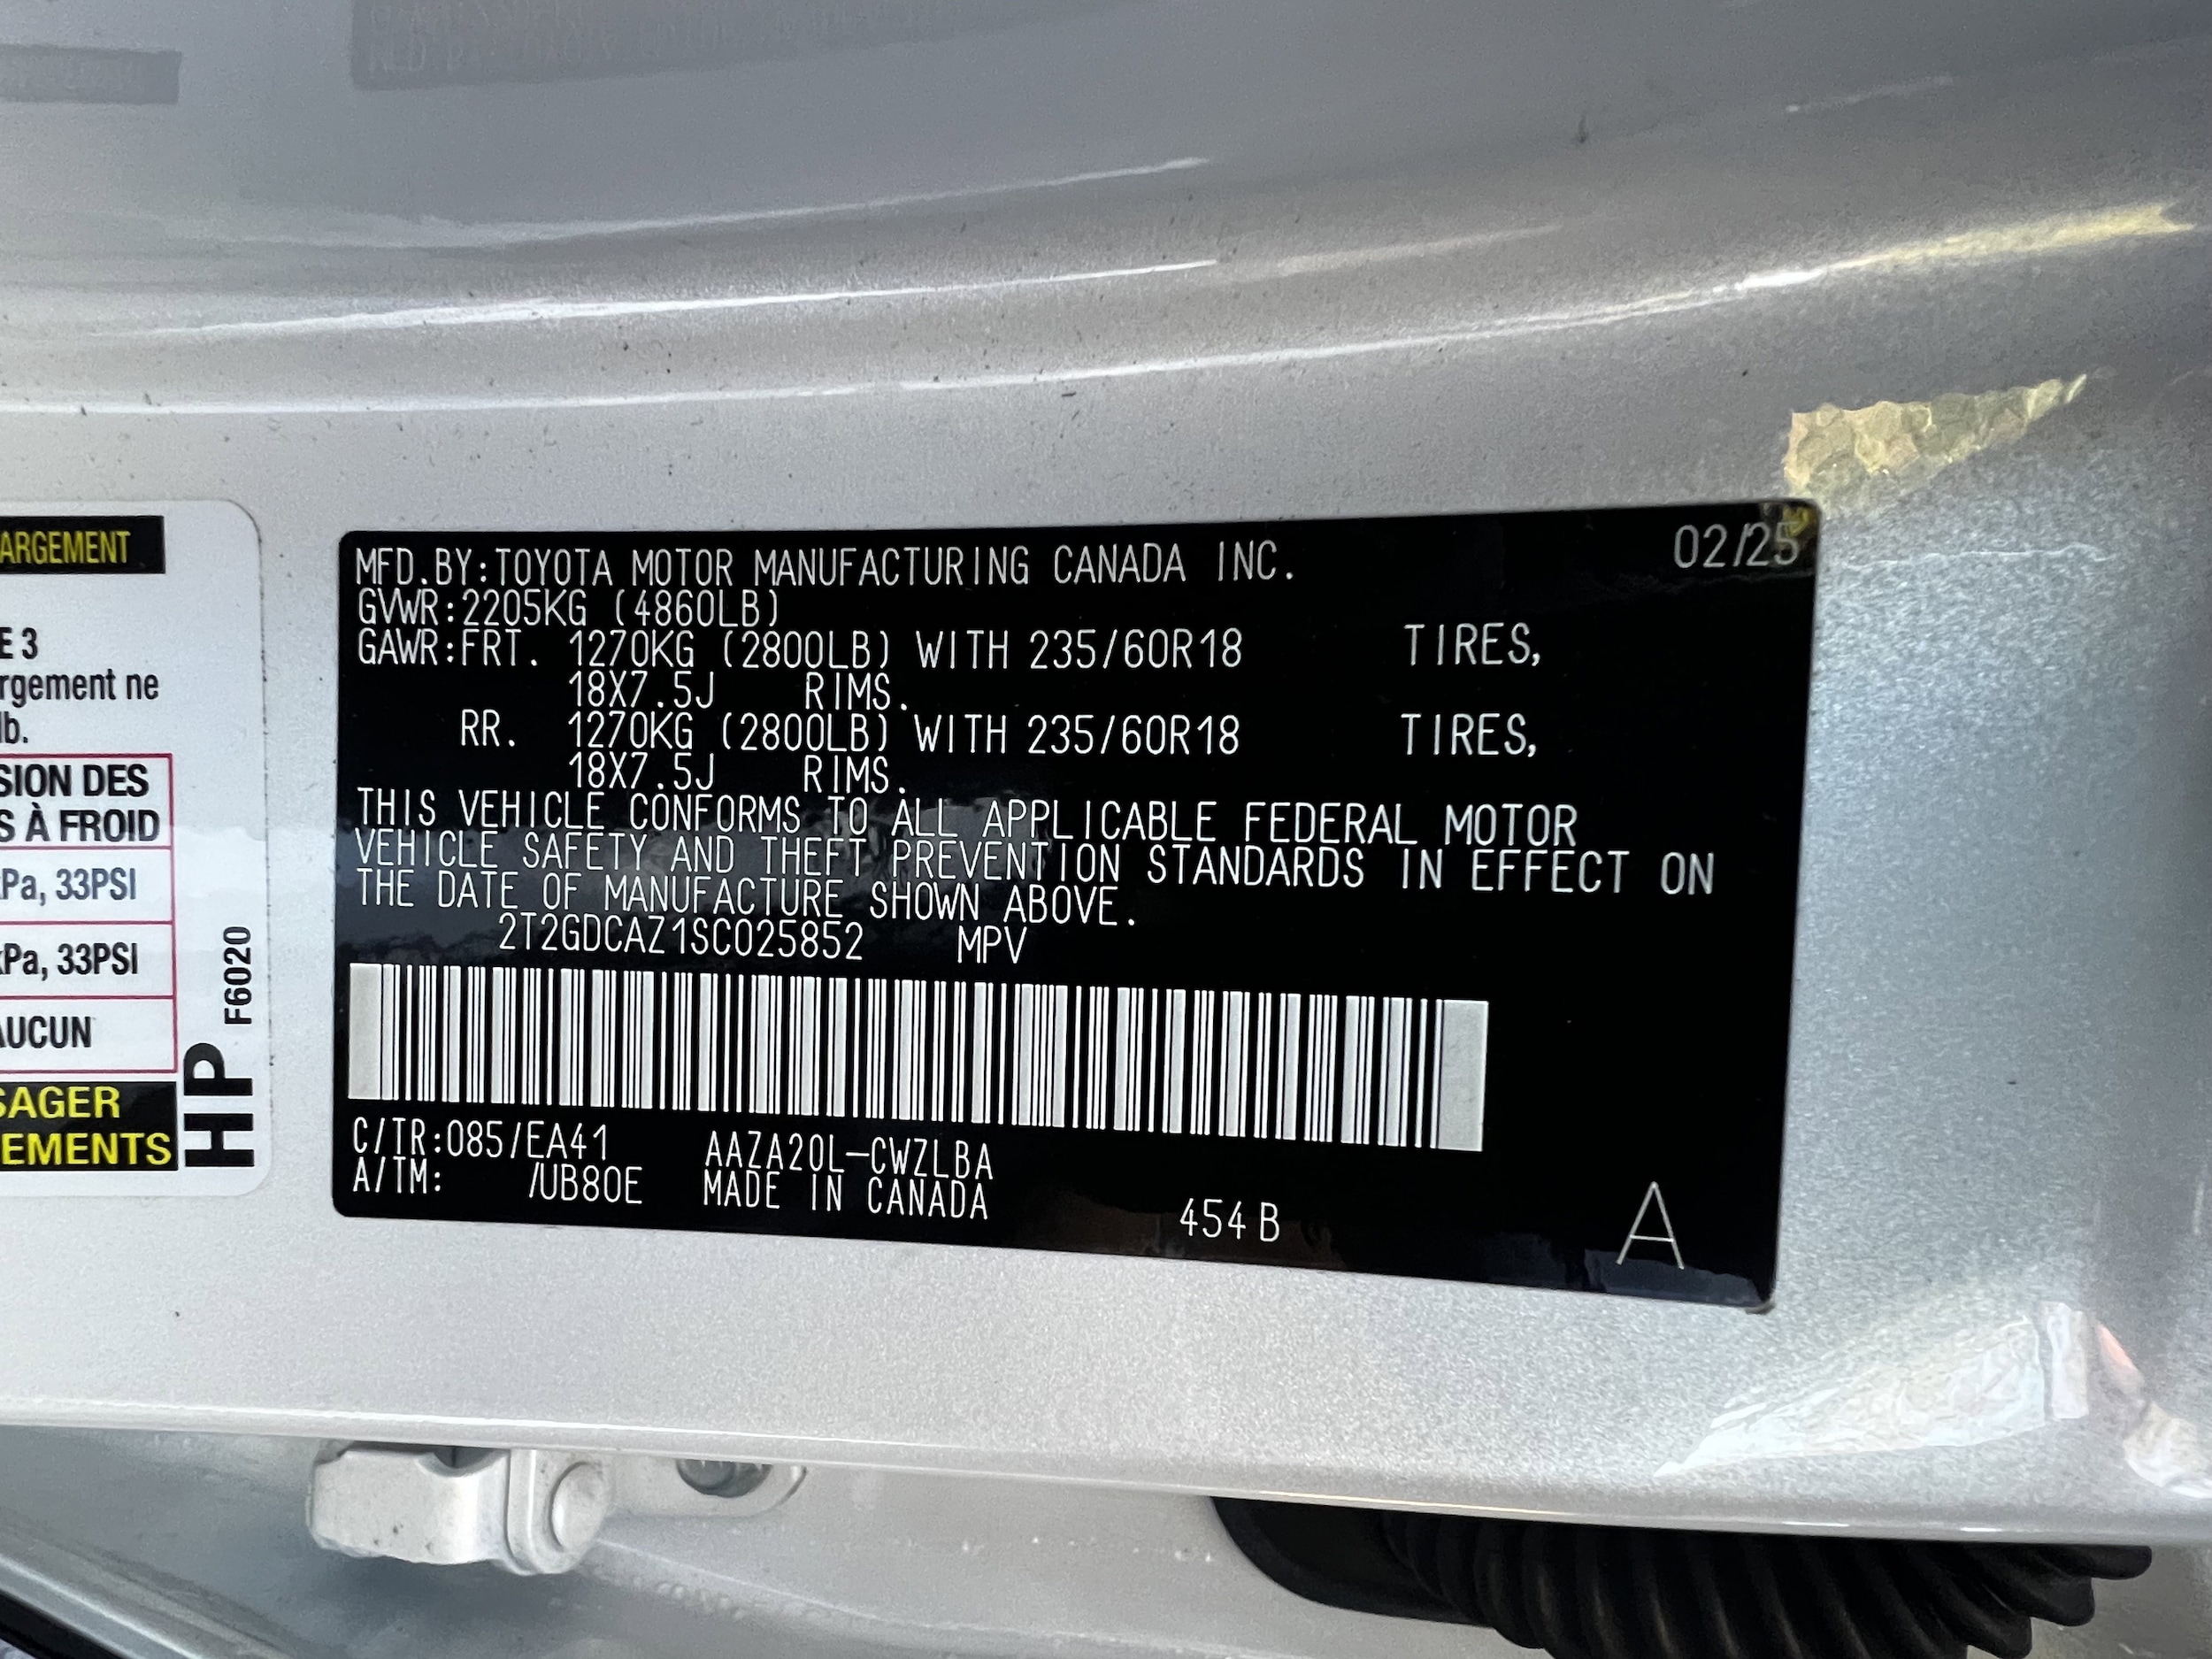 ARGEMENT
E 3
rgement ne
lb.
SION DES
S À FROID
kPa, 33PSI
kPa, 33PSI
AUCUN
SAGER
EMENTS
F6020
HP
MFD.BY:TOYOTA MOTOR MANUFACTURING CANADA INC. 02/25
GVWR:2205KG (4860LB)
GAWR:FRT. 1270KG (2800LB) WITH 235/60R18 TIRES,
18X7.5J RIMS.
RR. 1270KG (2800LB) WITH 235/60R18 TIRES,
18X7.5J RIMS.
THIS VEHICLE CONFORMS TO ALL APPLICABLE FEDERAL MOTOR
VEHICLE SAFETY AND THEFT PREVENTION STANDARDS IN EFFECT ON
THE DATE OF MANUFACTURE SHOWN ABOVE.
2T2GDCAZ1SC025852 MPV
C/TR:085/EA41 AAZA20L-CWZLBA
A/TM: /UB80E MADE IN CANADA
454B
A